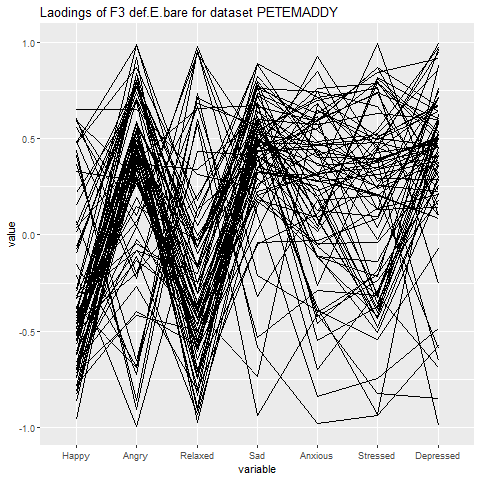 Laodings of F3 def.E.bare for dataset PETEMADDY
1.0
0.5
0.0
-0.5
-1.0
value
Happy Angry Relaxed Sad Anxious Stressed Depressed
variable